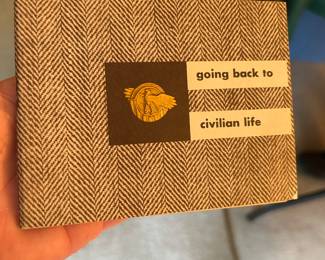 going back to
civilian life